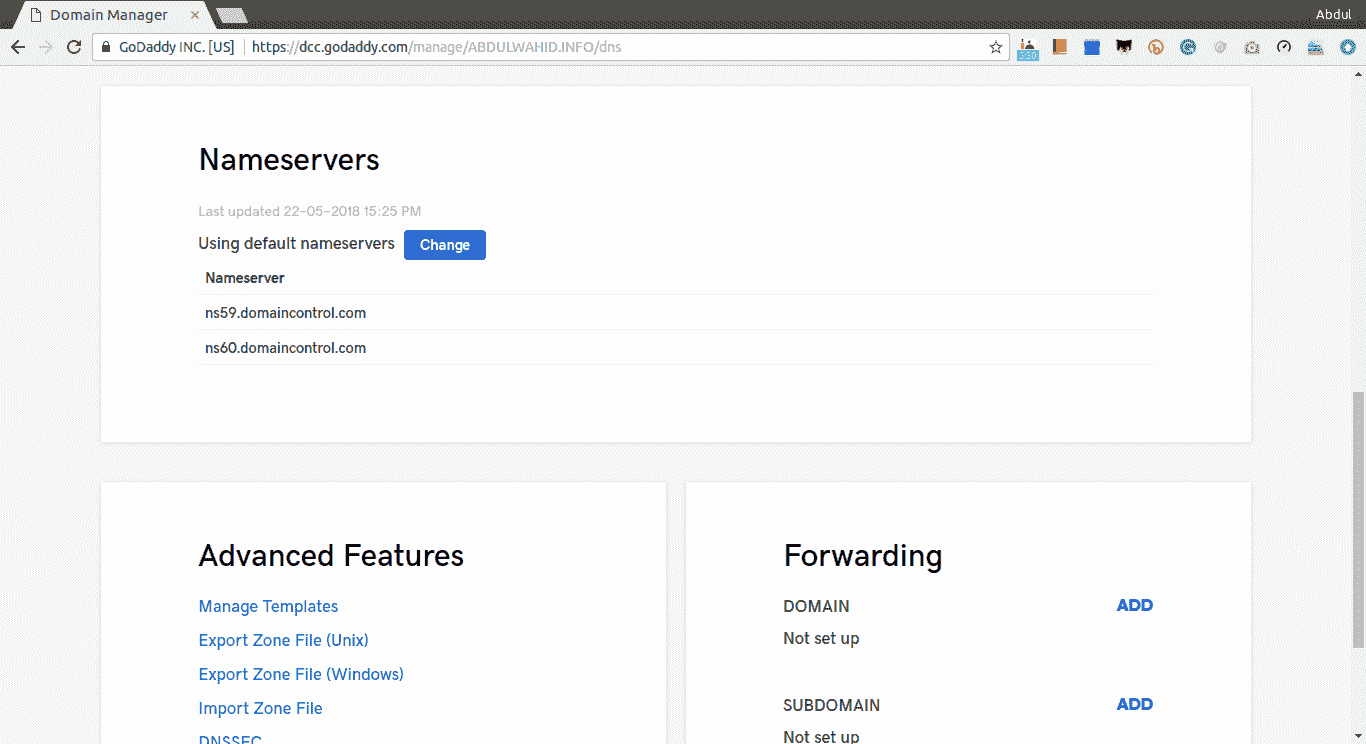 Domain Manager
Abdul
GoDaddy INC. [US] https://dcc.godaddy.com/manage/ABDULWAHID.INFO/dns
Nameservers
Last updated 22-05-2018 15:25 PM
Using default nameservers Change
Nameserver
ns59.domaincontrol.com
ns60.domaincontrol.com
Advanced Features
Manage Templates
Export Zone File (Unix)
Export Zone File (Windows)
Import Zone File
DNSSEC
Forwarding
DOMAIN ADD
Not set up
SUBDOMAIN ADD
Not set up